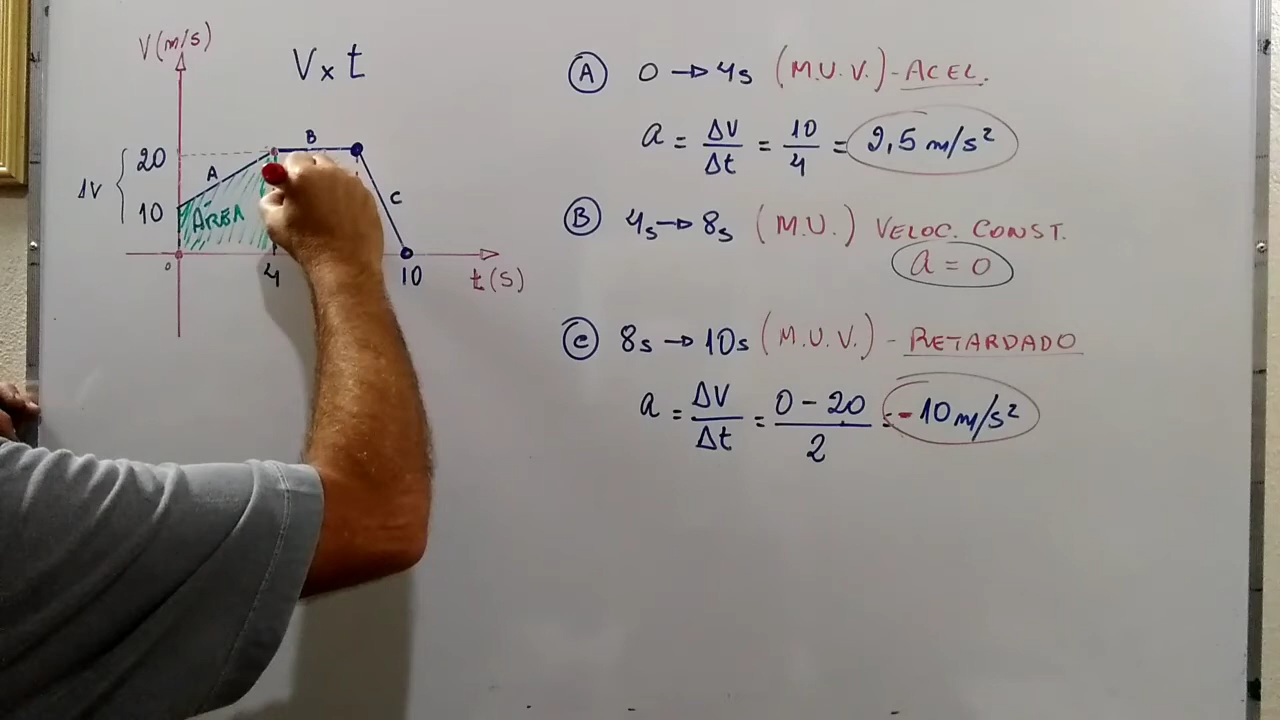 V(m/s)
V x t
ΔV
20
10
A
B
C
ÁREA
0
4
10
t(s)
Ⓐ 0 → 4s (M.U.V.) - ACEL.
a = ΔV/Δt = 10/4 = 2,5 m/s²
Ⓑ 4s → 8s (M.U.) VELOC. CONST.
a = 0
Ⓒ 8s → 10s (M.U.V.) - RETARDADO
a = ΔV/Δt = 0 - 20/2 = - 10 m/s²